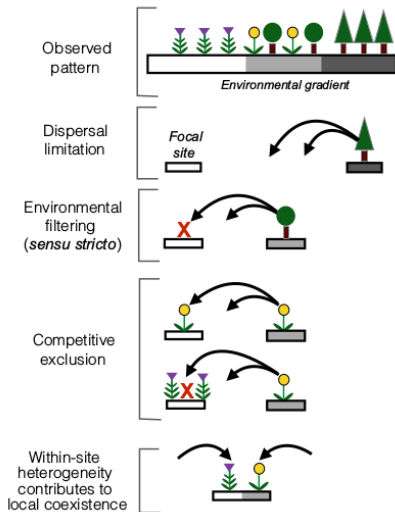 Observed
pattern
Environmental gradient
Dispersal
limitation
Focal
site
Environmental
filtering
(sensu stricto)
X
Competitive
exclusion
X
Within-site
heterogeneity
contributes to
local coexistence